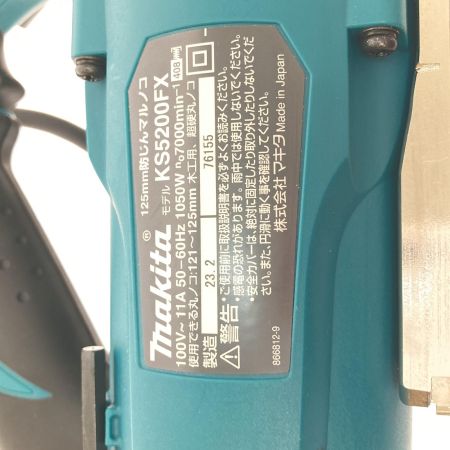 125mm防じんマルノコ
makita® モデル KS5200FX
100V～ 11A 50-60Hz 1050W n₀7000min⁻¹
使用できる丸ノコ:121～125mm 木工用、超硬丸ノコ
製造 23.2 76155
警告
・ご使用前に取扱説明書を必ずよくお読みください。
・感電の恐れがあります。雨中では使用しないでください。
・安全カバーは、絶対に固定したり取り外したりしないでくだ
さい。また、円滑に動く事を確認してください。
株式会社マキタ Made in Japan
866812-9